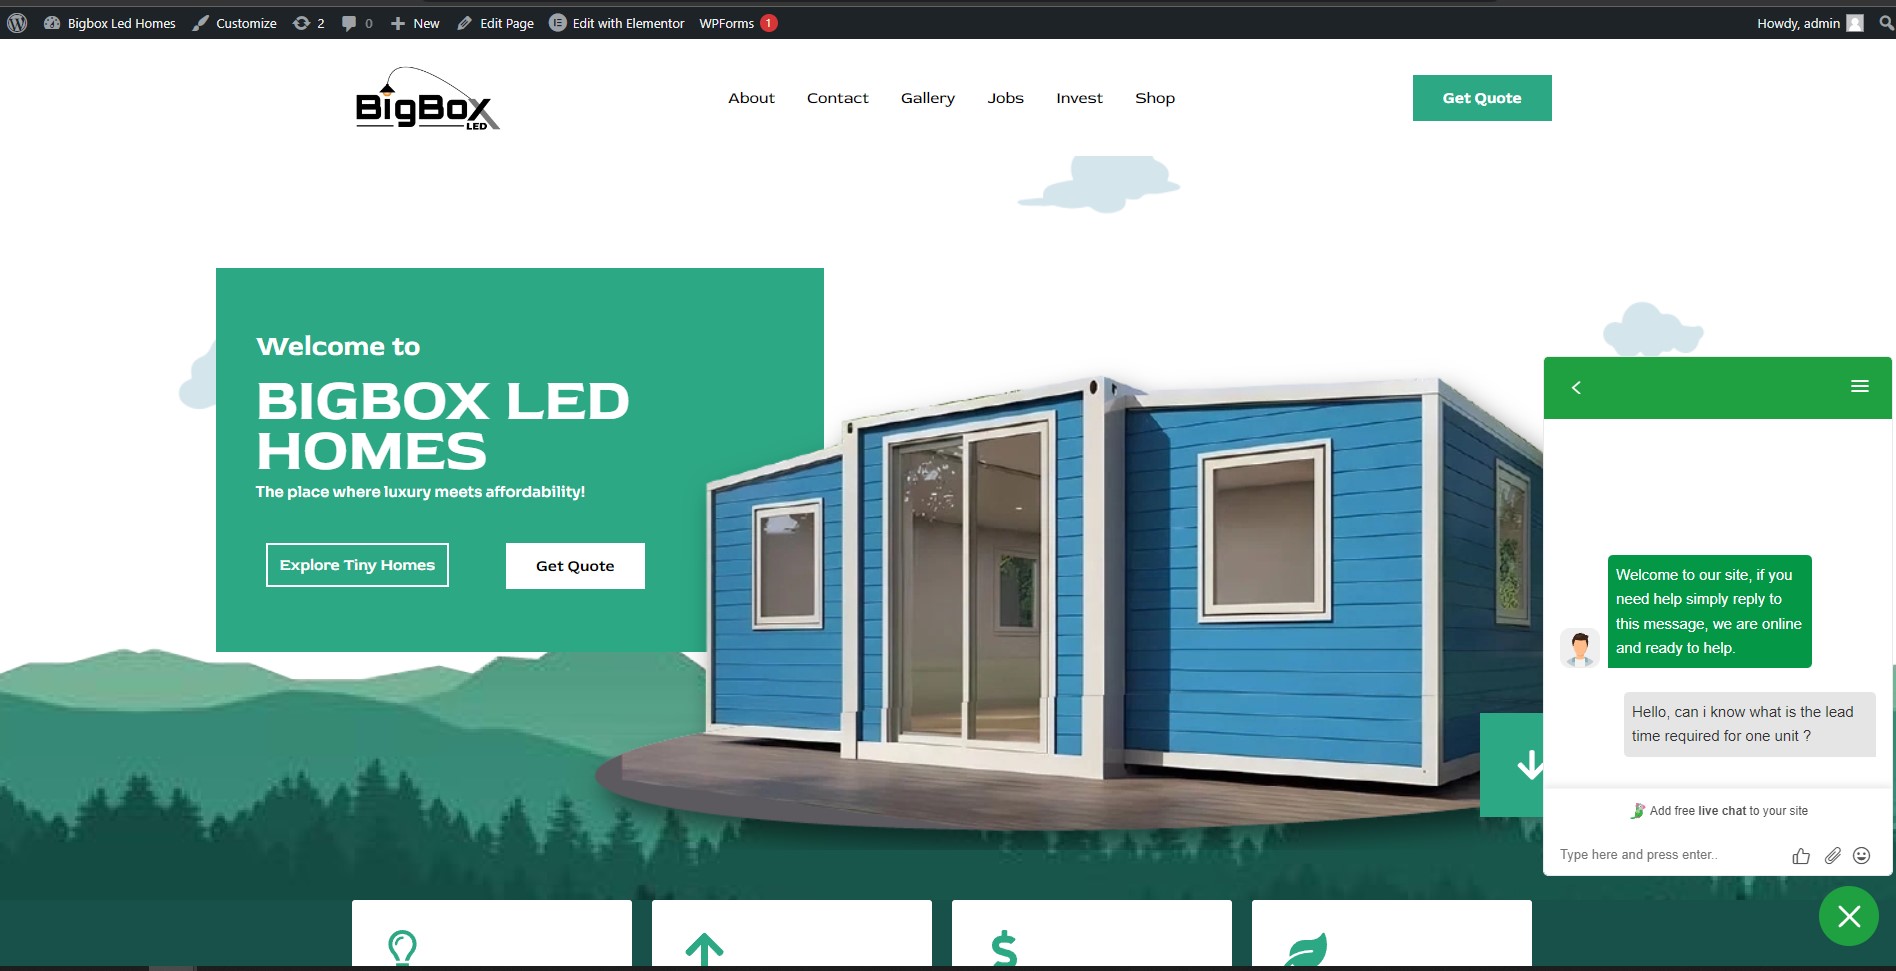 Bigbox Led Homes Customize 2 0 New Edit Page Edit with Elementor WPForms 1 Howdy, admin
BigBox
LED
About Contact Gallery Jobs Invest Shop
Get Quote
Welcome to
BIGBOX LED
HOMES
The place where luxury meets affordability!
Explore Tiny Homes
Get Quote
Welcome to our site, if you
need help simply reply to
this message, we are online
and ready to help.
Hello, can i know what is the lead
time required for one unit ?
Add free live chat to your site
Type here and press enter..